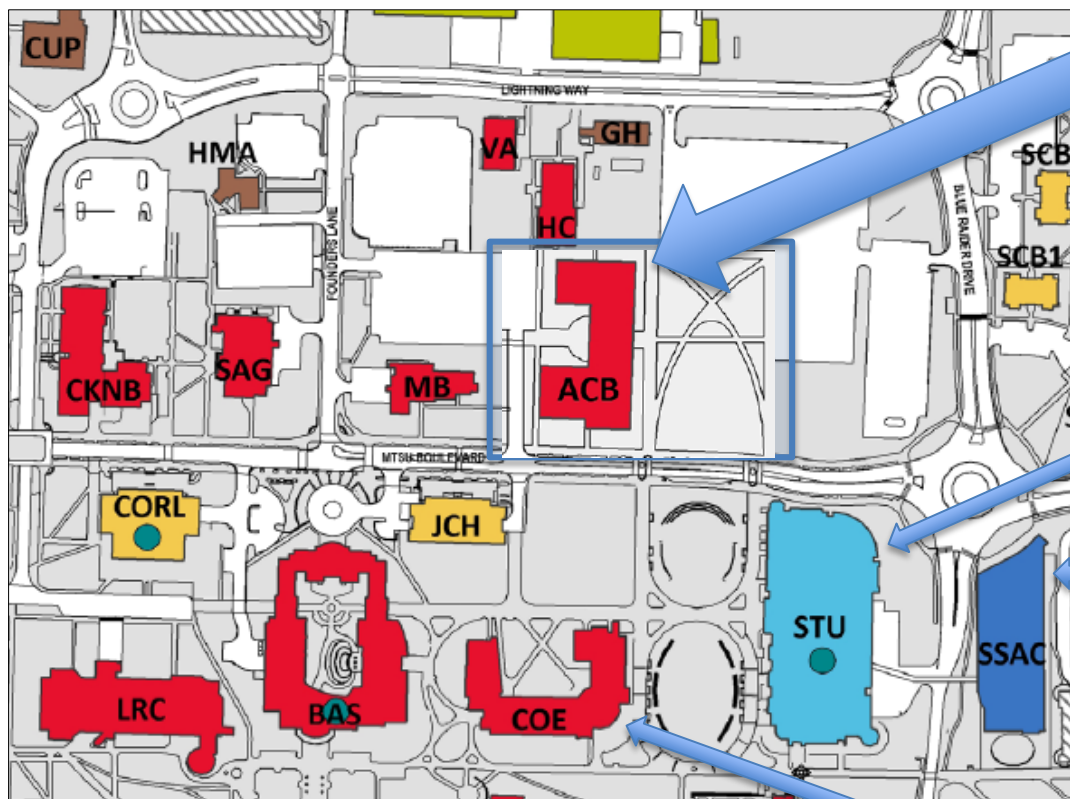 CUP
LIGHTNING WAY
GH
VA
HMA
SCB
HC
BLUE RAIDER DRIVE
FOUNDERS LANE
SCB1
SAG
CKNB
MB
ACB
MTSU BOULEVARD
CORL
JCH
STU
SSAC
LRC
BAS
COE